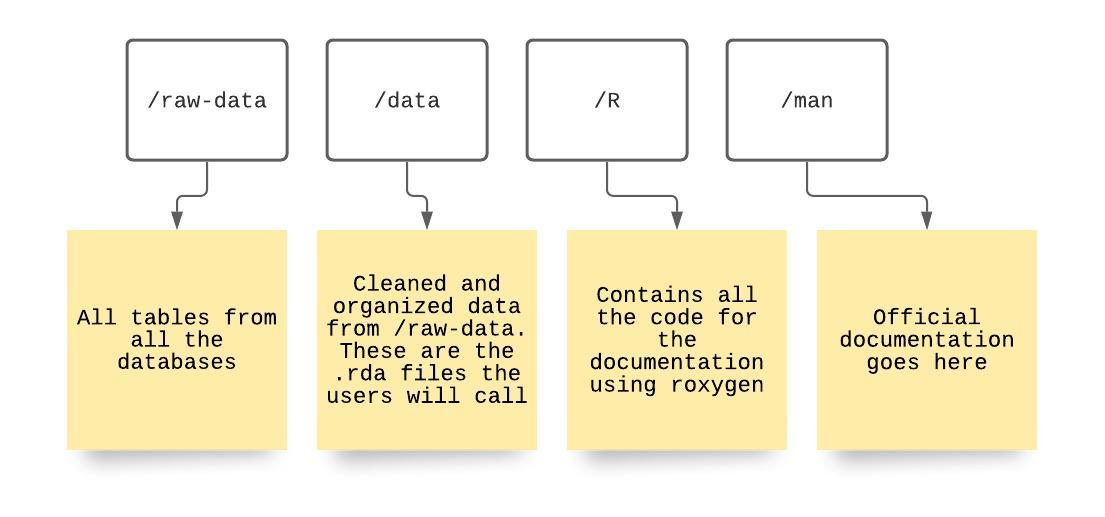 /raw-data
/data
/R
/man
All tables from
all the
databases
Cleaned and
organized data
from /raw-data.
These are the
.rda files the
users will call
Contains all
the code for
the
documentation
using roxygen
Official
documentation
goes here